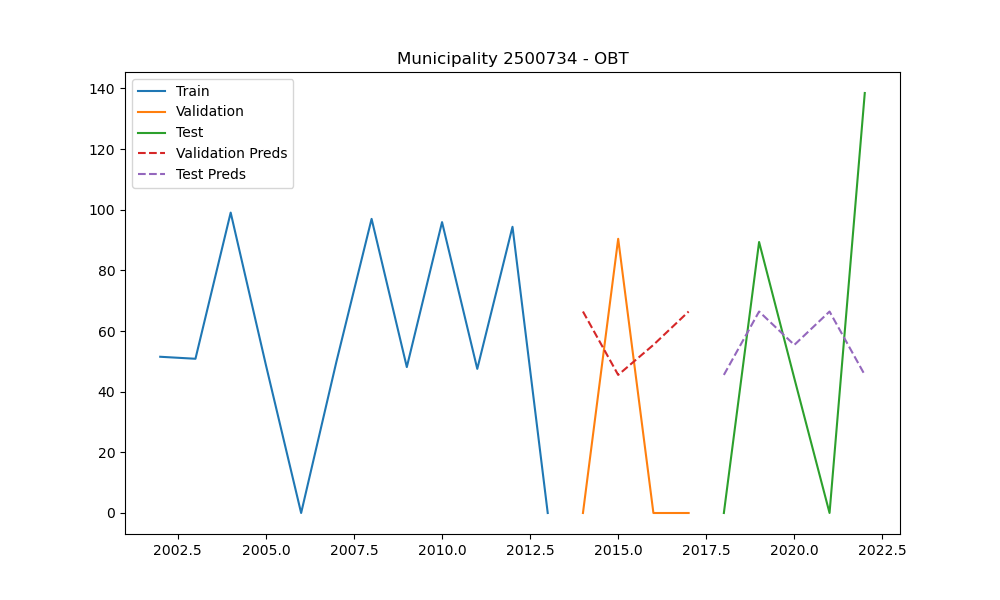 Municipality 2500734 - OBT
Train
Validation
Test
Validation Preds
Test Preds
140
120
100
80
60
40
20
0
2002.5 2005.0 2007.5 2010.0 2012.5 2015.0 2017.5 2020.0 2022.5